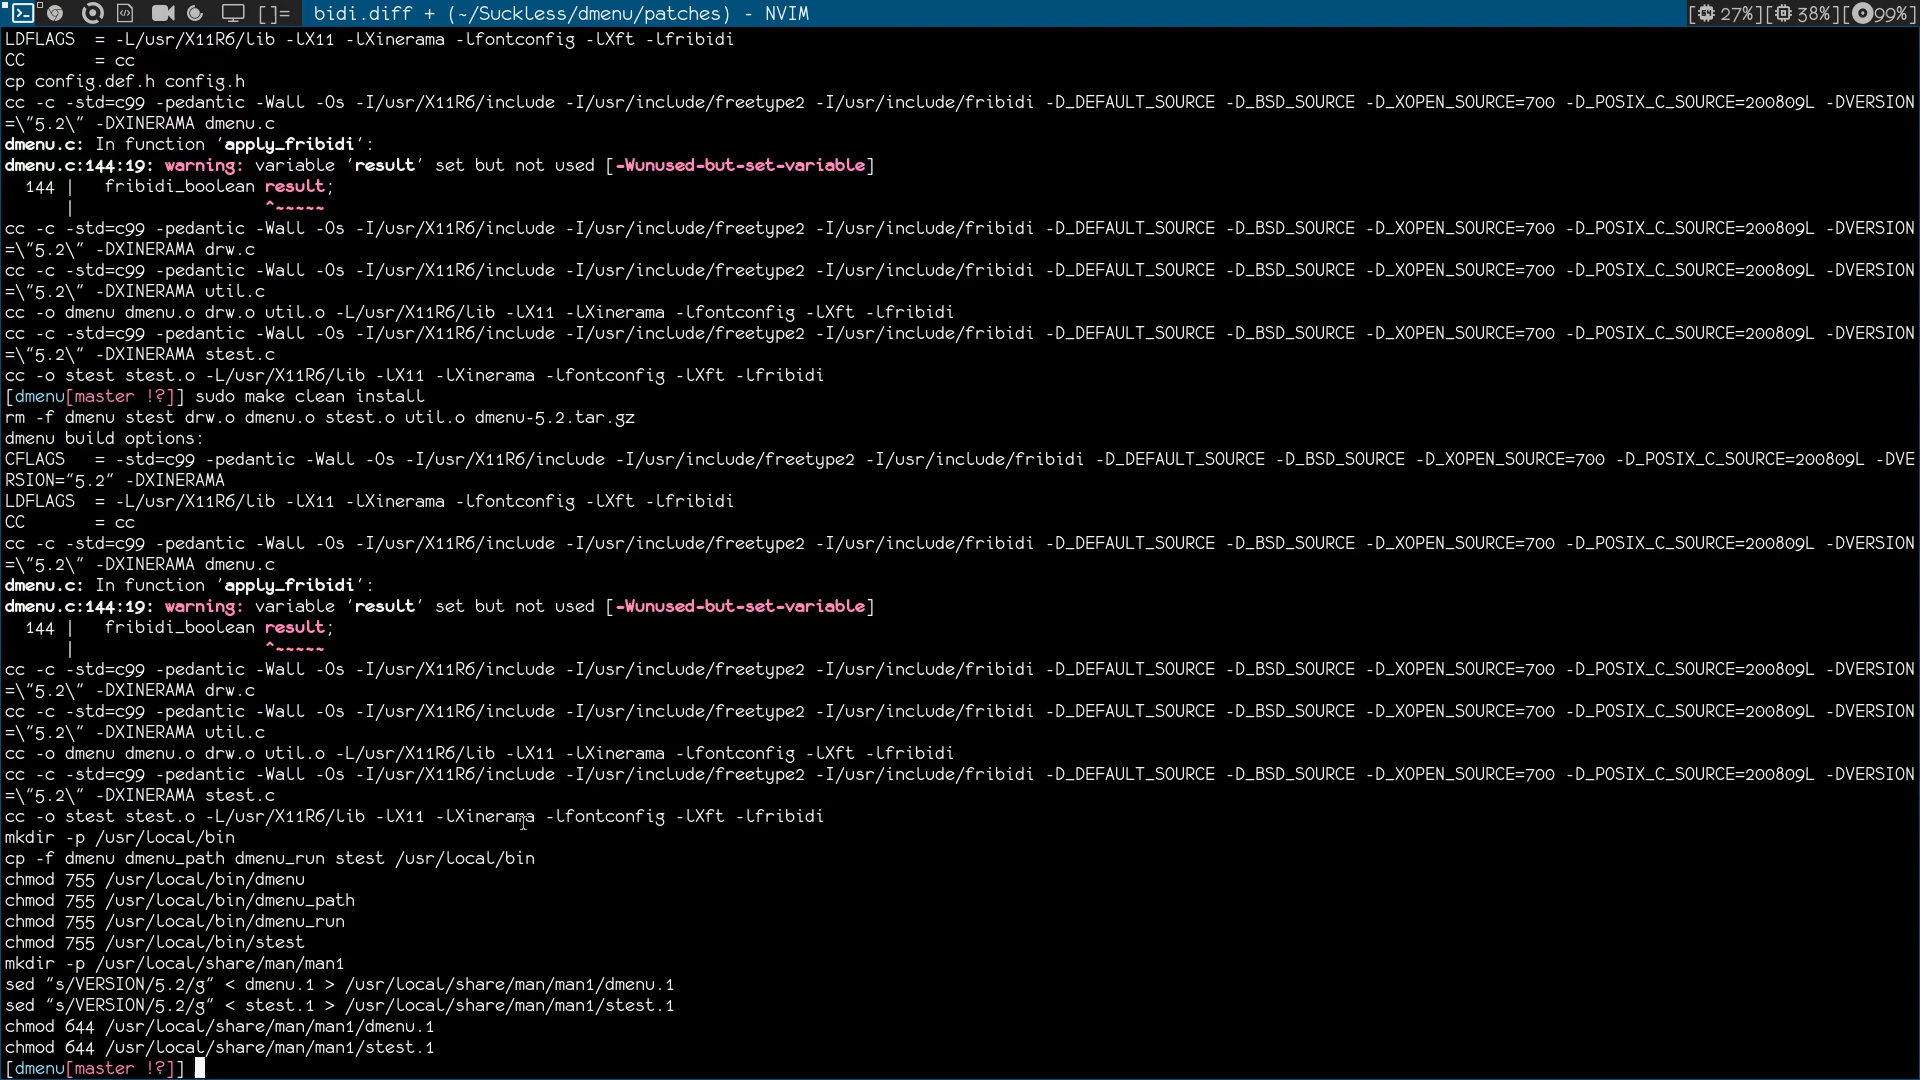 []= bidi.diff + (~/Suckless/dmenu/patches) - NVIM [27%][38%][99%]
LDFLAGS  = -L/usr/X11R6/lib -lX11 -lXinerama -lfontconfig -lXft -lfribidi
CC       = cc
cp config.def.h config.h
cc -c -std=c99 -pedantic -Wall -Os -I/usr/X11R6/include -I/usr/include/freetype2 -I/usr/include/fribidi -D_DEFAULT_SOURCE -D_BSD_SOURCE -D_XOPEN_SOURCE=700 -D_POSIX_C_SOURCE=200809L -DVERSION
=\"5.2\" -DXINERAMA dmenu.c
dmenu.c: In function ‘apply_fribidi’:
dmenu.c:144:19: warning: variable ‘result’ set but not used [-Wunused-but-set-variable]
  144 |   fribidi_boolean result;
      |                   ^~~~~~
cc -c -std=c99 -pedantic -Wall -Os -I/usr/X11R6/include -I/usr/include/freetype2 -I/usr/include/fribidi -D_DEFAULT_SOURCE -D_BSD_SOURCE -D_XOPEN_SOURCE=700 -D_POSIX_C_SOURCE=200809L -DVERSION
=\"5.2\" -DXINERAMA drw.c
cc -c -std=c99 -pedantic -Wall -Os -I/usr/X11R6/include -I/usr/include/freetype2 -I/usr/include/fribidi -D_DEFAULT_SOURCE -D_BSD_SOURCE -D_XOPEN_SOURCE=700 -D_POSIX_C_SOURCE=200809L -DVERSION
=\"5.2\" -DXINERAMA util.c
cc -o dmenu dmenu.o drw.o util.o -L/usr/X11R6/lib -lX11 -lXinerama -lfontconfig -lXft -lfribidi
cc -c -std=c99 -pedantic -Wall -Os -I/usr/X11R6/include -I/usr/include/freetype2 -I/usr/include/fribidi -D_DEFAULT_SOURCE -D_BSD_SOURCE -D_XOPEN_SOURCE=700 -D_POSIX_C_SOURCE=200809L -DVERSION
=\"5.2\" -DXINERAMA stest.c
cc -o stest stest.o -L/usr/X11R6/lib -lX11 -lXinerama -lfontconfig -lXft -lfribidi
[dmenu[master !?]] sudo make clean install
rm -f dmenu stest drw.o dmenu.o stest.o util.o dmenu-5.2.tar.gz
dmenu build options:
CFLAGS   = -std=c99 -pedantic -Wall -Os -I/usr/X11R6/include -I/usr/include/freetype2 -I/usr/include/fribidi -D_DEFAULT_SOURCE -D_BSD_SOURCE -D_XOPEN_SOURCE=700 -D_POSIX_C_SOURCE=200809L -DVE
RSION="5.2" -DXINERAMA
LDFLAGS  = -L/usr/X11R6/lib -lX11 -lXinerama -lfontconfig -lXft -lfribidi
CC       = cc
cc -c -std=c99 -pedantic -Wall -Os -I/usr/X11R6/include -I/usr/include/freetype2 -I/usr/include/fribidi -D_DEFAULT_SOURCE -D_BSD_SOURCE -D_XOPEN_SOURCE=700 -D_POSIX_C_SOURCE=200809L -DVERSION
=\"5.2\" -DXINERAMA dmenu.c
dmenu.c: In function ‘apply_fribidi’:
dmenu.c:144:19: warning: variable ‘result’ set but not used [-Wunused-but-set-variable]
  144 |   fribidi_boolean result;
      |                   ^~~~~~
cc -c -std=c99 -pedantic -Wall -Os -I/usr/X11R6/include -I/usr/include/freetype2 -I/usr/include/fribidi -D_DEFAULT_SOURCE -D_BSD_SOURCE -D_XOPEN_SOURCE=700 -D_POSIX_C_SOURCE=200809L -DVERSION
=\"5.2\" -DXINERAMA drw.c
cc -c -std=c99 -pedantic -Wall -Os -I/usr/X11R6/include -I/usr/include/freetype2 -I/usr/include/fribidi -D_DEFAULT_SOURCE -D_BSD_SOURCE -D_XOPEN_SOURCE=700 -D_POSIX_C_SOURCE=200809L -DVERSION
=\"5.2\" -DXINERAMA util.c
cc -o dmenu dmenu.o drw.o util.o -L/usr/X11R6/lib -lX11 -lXinerama -lfontconfig -lXft -lfribidi
cc -c -std=c99 -pedantic -Wall -Os -I/usr/X11R6/include -I/usr/include/freetype2 -I/usr/include/fribidi -D_DEFAULT_SOURCE -D_BSD_SOURCE -D_XOPEN_SOURCE=700 -D_POSIX_C_SOURCE=200809L -DVERSION
=\"5.2\" -DXINERAMA stest.c
cc -o stest stest.o -L/usr/X11R6/lib -lX11 -lXinerama -lfontconfig -lXft -lfribidi
mkdir -p /usr/local/bin
cp -f dmenu dmenu_path dmenu_run stest /usr/local/bin
chmod 755 /usr/local/bin/dmenu
chmod 755 /usr/local/bin/dmenu_path
chmod 755 /usr/local/bin/dmenu_run
chmod 755 /usr/local/bin/stest
mkdir -p /usr/local/share/man/man1
sed "s/VERSION/5.2/g" < dmenu.1 > /usr/local/share/man/man1/dmenu.1
sed "s/VERSION/5.2/g" < stest.1 > /usr/local/share/man/man1/stest.1
chmod 644 /usr/local/share/man/man1/dmenu.1
chmod 644 /usr/local/share/man/man1/stest.1
[dmenu[master !?]]